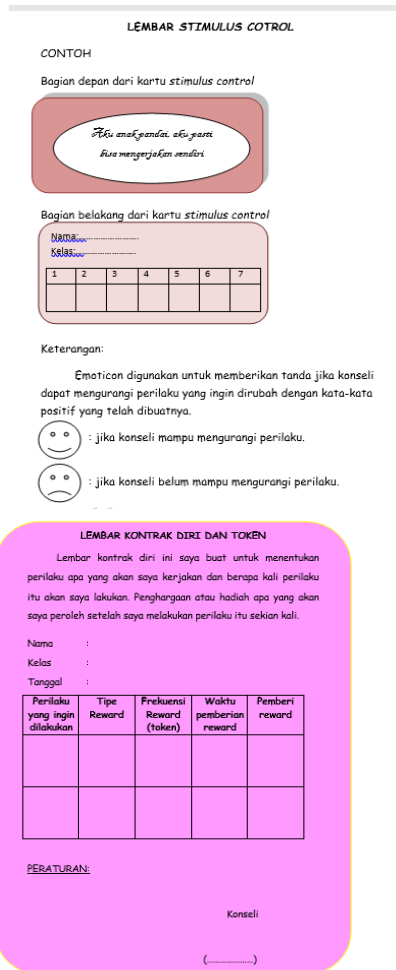 LEMBAR STIMULUS COTROL
CONTOH
Bagian depan dari kartu stimulus control
Aku anak pandai, aku pasti
bisa mengerjakan sendiri
Bagian belakang dari kartu stimulus control
Nama:......................
Kelas:......................
1 2 3 4 5 6 7
Keterangan:
Emoticon digunakan untuk memberikan tanda jika konseli
dapat mengurangi perilaku yang ingin dirubah dengan kata-kata
positif yang telah dibuatnya.
: jika konseli mampu mengurangi perilaku.
: jika konseli belum mampu mengurangi perilaku.
LEMBAR KONTRAK DIRI DAN TOKEN
Lembar kontrak diri ini saya buat untuk menentukan
perilaku apa yang akan saya kerjakan dan berapa kali perilaku
itu akan saya lakukan. Penghargaan atau hadiah apa yang akan
saya peroleh setelah saya melakukan perilaku itu sekian kali.
Nama :
Kelas :
Tanggal :
Perilaku Tipe Frekuensi Waktu Pemberi
yang ingin Reward Reward pemberian reward
dilakukan (token) reward
PERATURAN:
Konseli
(....................)